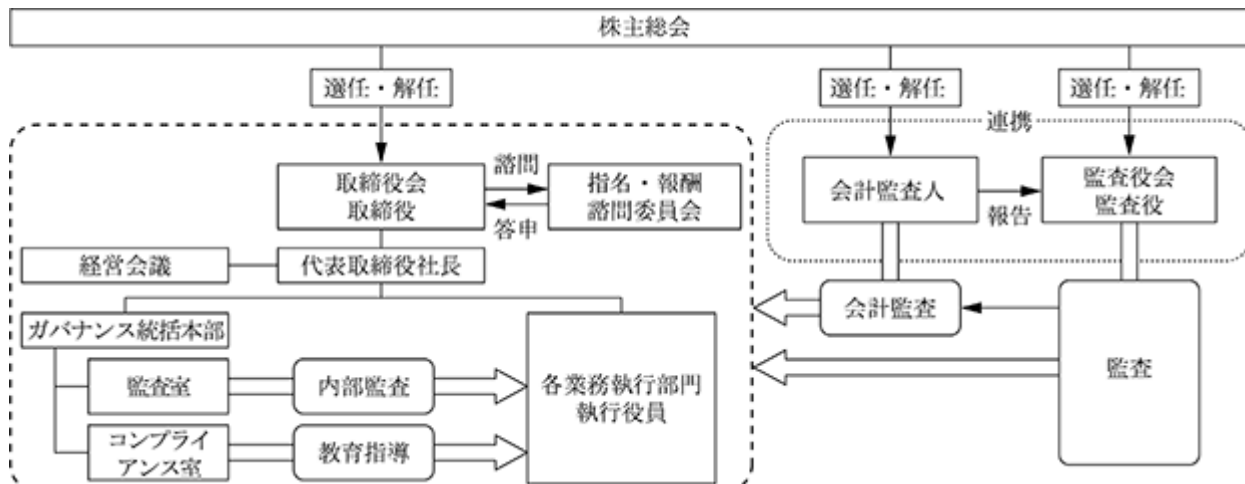 株主総会
選任・解任
選任・解任
選任・解任
連携
取締役会
取締役
諮問
答申
指名・報酬
諮問委員会
会計監査人
報告
監査役会
監査役
経営会議
代表取締役社長
会計監査
監査
ガバナンス統括本部
監査室
内部監査
各業務執行部門
執行役員
コンプライ
アンス室
教育指導